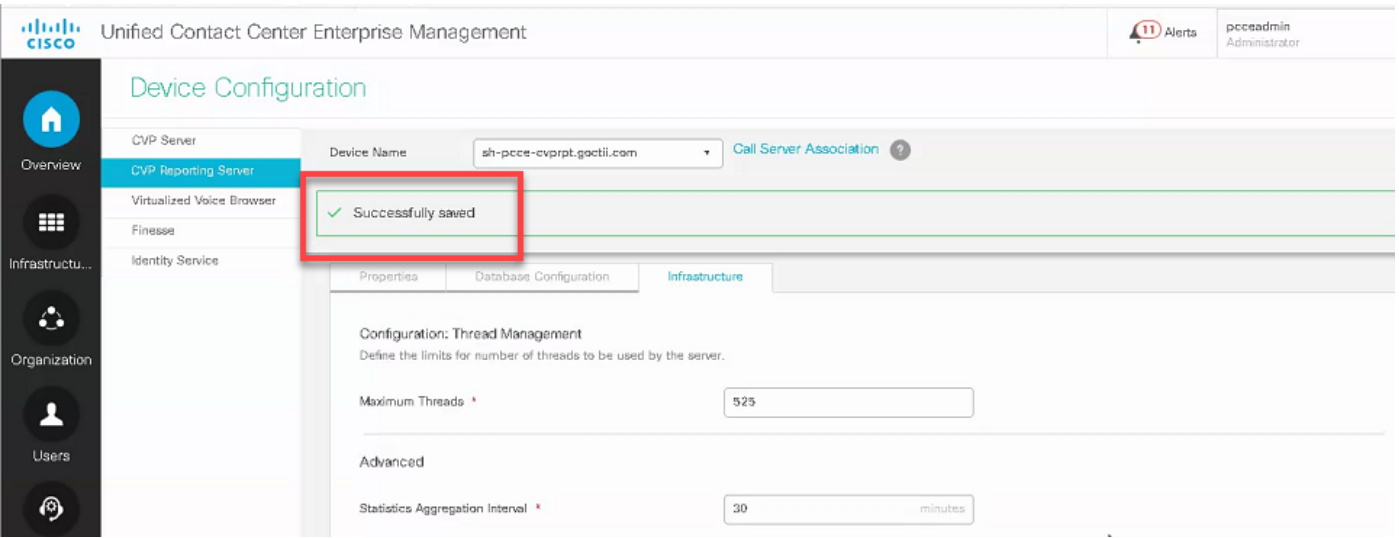 CISCO Unified Contact Center Enterprise Management
11 Alerts
pcceadmin
Administrator
Device Configuration
Overview
Infrastructu...
Organization
Users
CVP Server
CVP Reporting Server
Virtualized Voice Browser
Finesse
Identity Service
Device Name sh-pcce-cvprpt.gactii.com Call Server Association ?
Successfully saved
Properties Database Configuration Infrastructure
Configuration: Thread Management
Define the limits for number of threads to be used by the server.
Maximum Threads * 525
Advanced
Statistics Aggregation Interval * 30 minutes